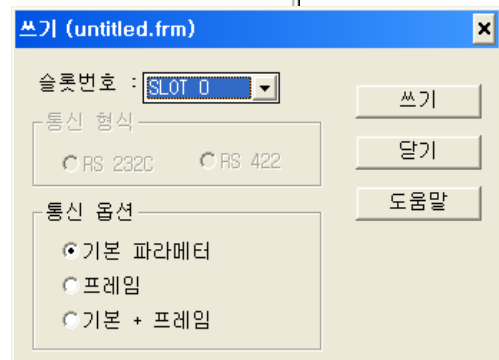 쓰기 (untitled.frm)
슬롯번호 : SLOT 0
쓰기
통신 형식
RS 232C RS 422
닫기
도움말
통신 옵션
기본 파라메터
프레임
기본 + 프레임